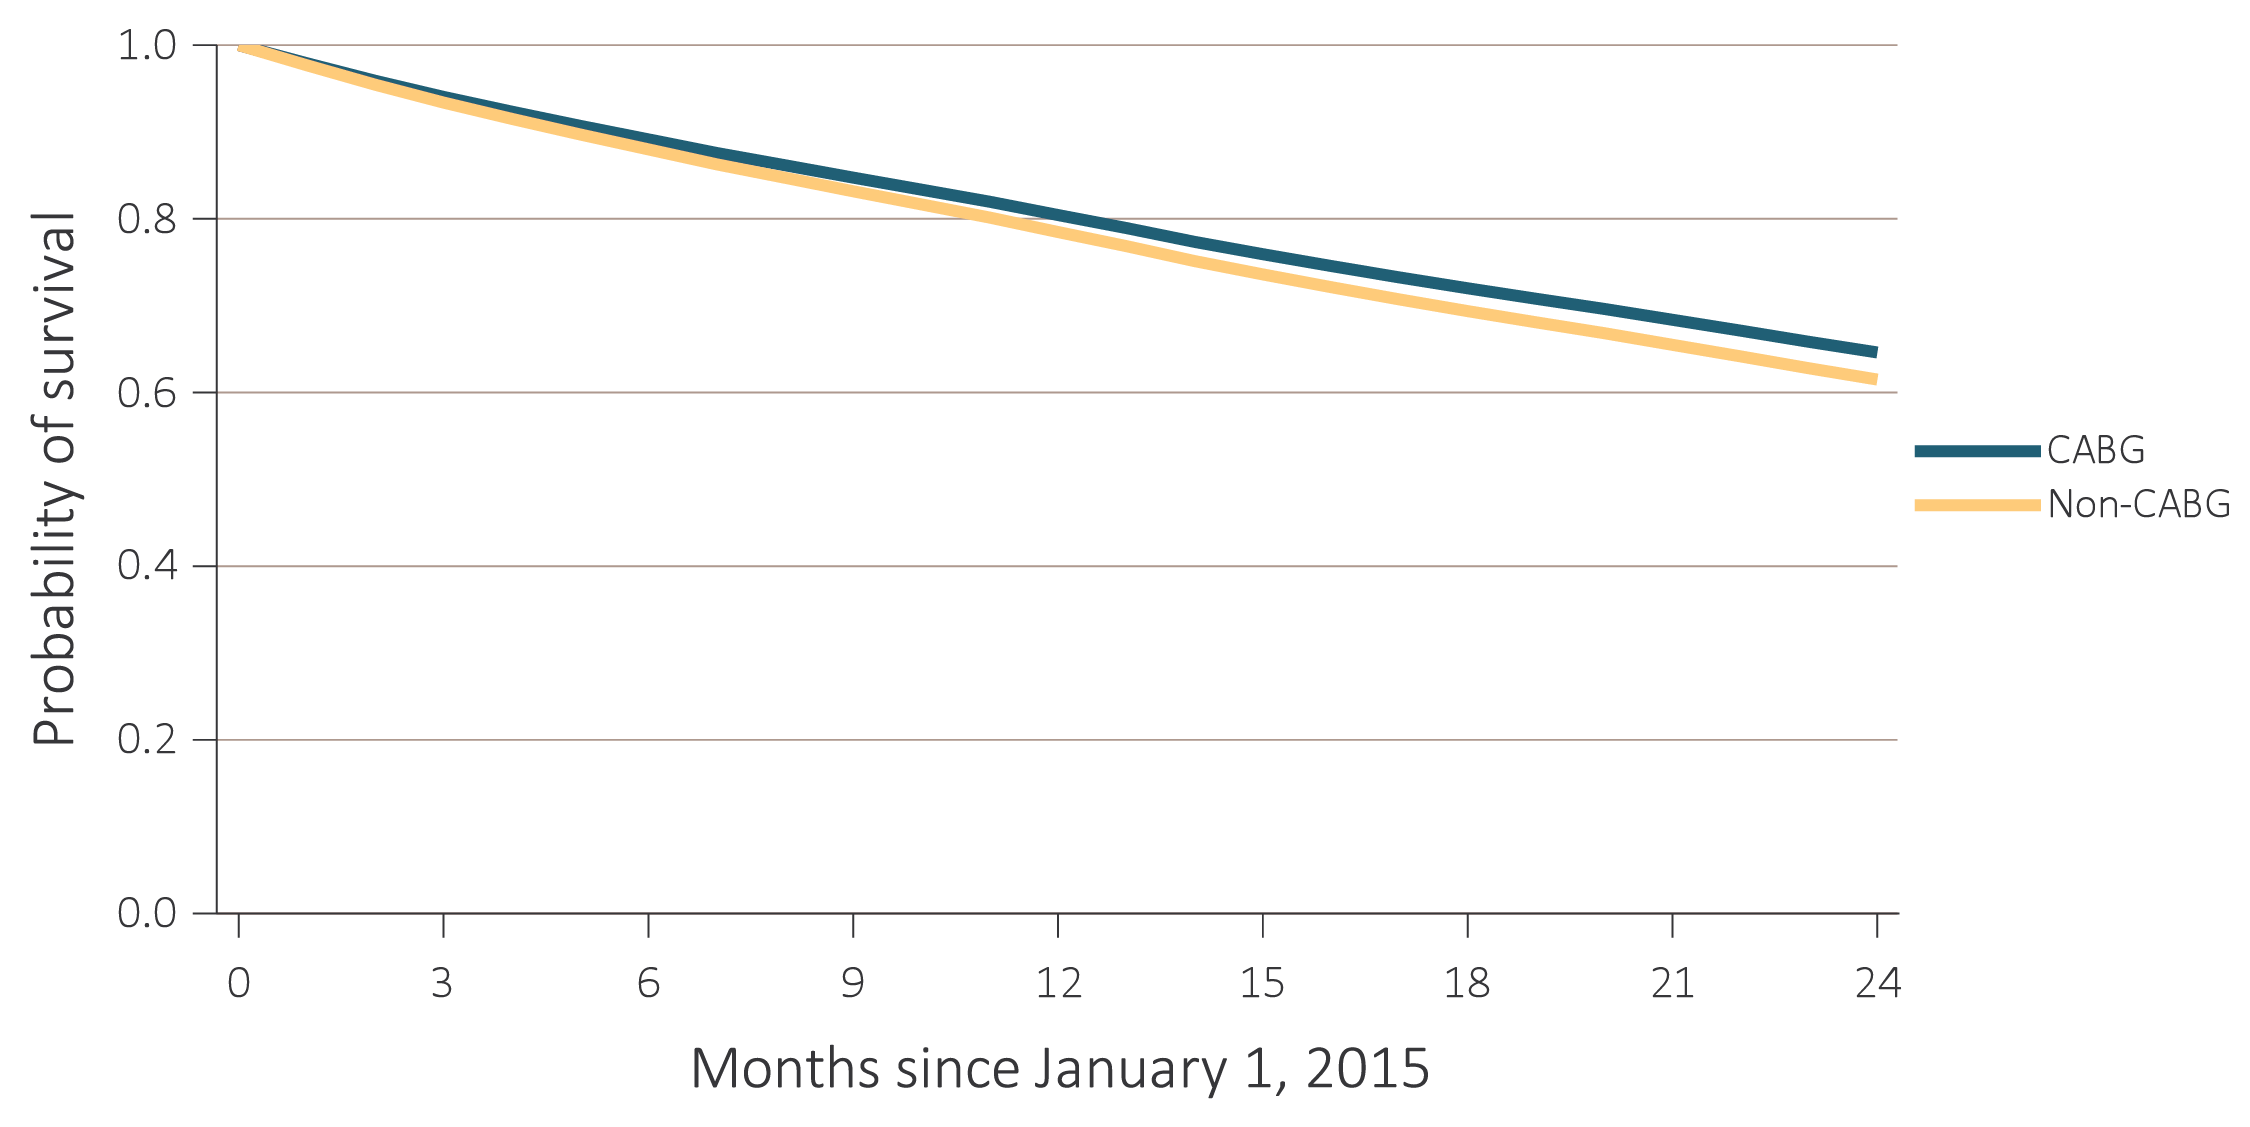 Probability of survival
1.0
0.8
0.6
0.4
0.2
0.0
0 3 6 9 12 15 18 21 24
Months since January 1, 2015
CABG
Non-CABG